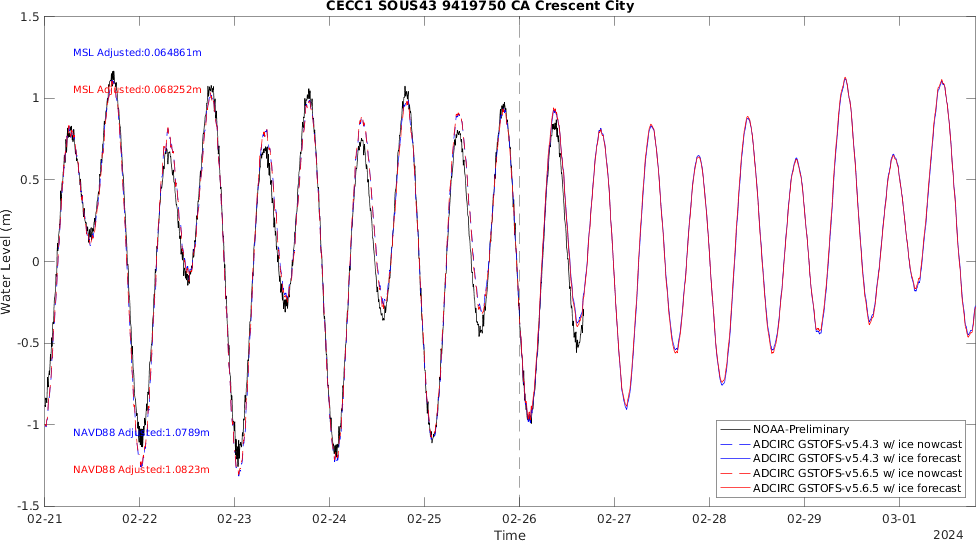 CECC1 SOUS43 9419750 CA Crescent City
1.5
1
0.5
0
-0.5
-1
-1.5
Water Level (m)
MSL Adjusted:0.064861m
MSL Adjusted:0.068252m
NAVD88 Adjusted:1.0789m
NAVD88 Adjusted:1.0823m
NOAA-Preliminary
ADCIRC GSTOFS-v5.4.3 w/ ice nowcast
ADCIRC GSTOFS-v5.4.3 w/ ice forecast
ADCIRC GSTOFS-v5.6.5 w/ ice nowcast
ADCIRC GSTOFS-v5.6.5 w/ ice forecast
02-21 02-22 02-23 02-24 02-25 02-26 02-27 02-28 02-29 03-01
Time
2024